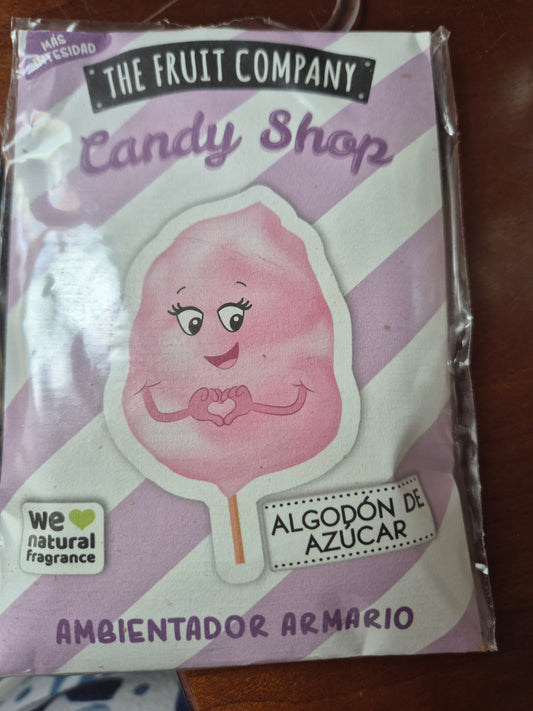 MÁS
INTESIDAD
THE FRUIT COMPANY
Candy Shop
we
natural
fragrance
ALGODÓN DE
AZÚCAR
AMBIENTADOR ARMARIO